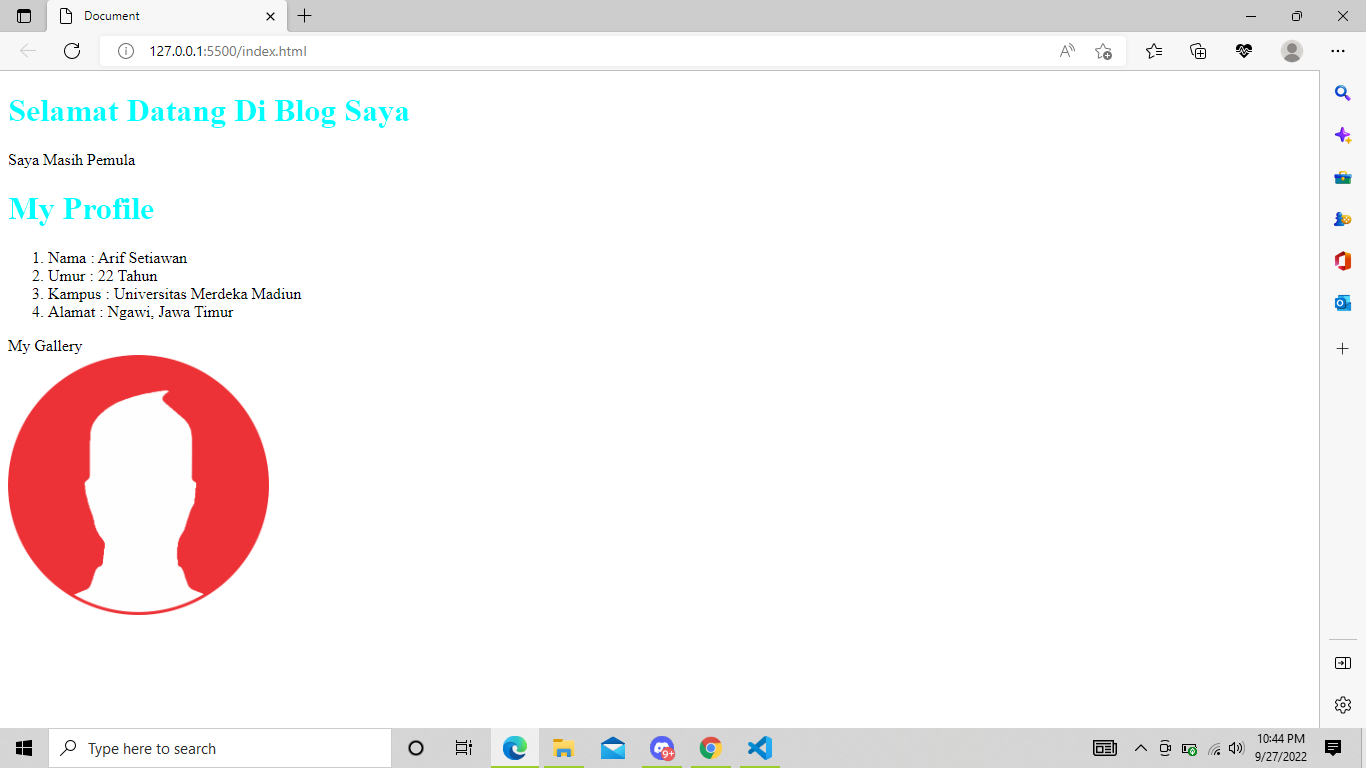 Document
127.0.0.1:5500/index.html
Selamat Datang Di Blog Saya
Saya Masih Pemula
My Profile
1. Nama : Arif Setiawan
2. Umur : 22 Tahun
3. Kampus : Universitas Merdeka Madiun
4. Alamat : Ngawi, Jawa Timur
My Gallery
Type here to search
9+
10:44 PM
9/27/2022